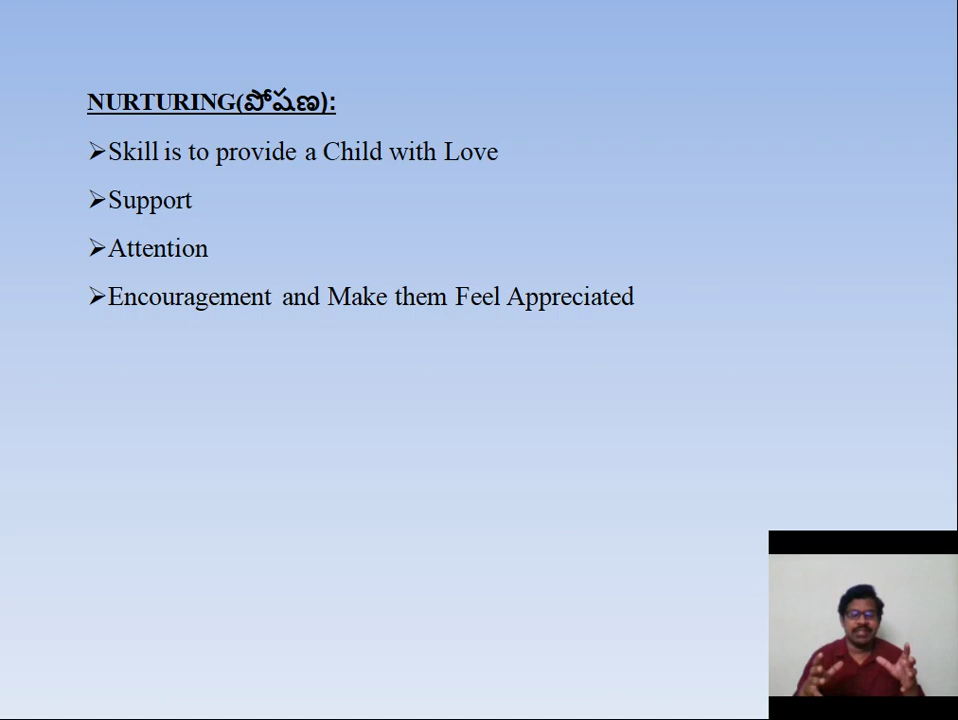 NURTURING(పోషణ):
➢Skill is to provide a Child with Love
➢Support
➢Attention
➢Encouragement and Make them Feel Appreciated